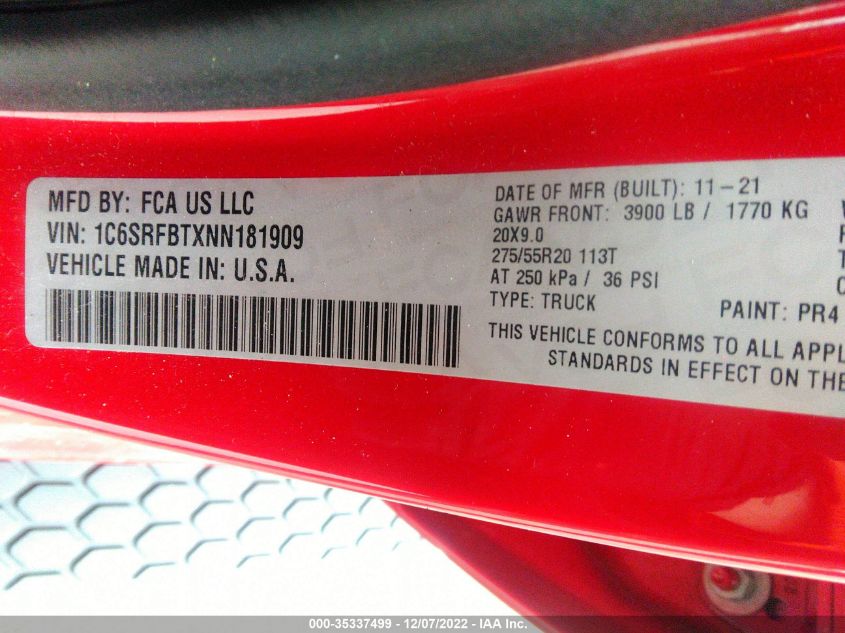 MFD BY: FCA US LLC
VIN: 1C6SRFBTXNN181909
VEHICLE MADE IN: U.S.A.
DATE OF MFR (BUILT): 11-21
GAWR FRONT: 3900 LB / 1770 KG
20X9.0
275/55R20 113T
AT 250 kPa / 36 PSI
TYPE: TRUCK
PAINT: PR4
THIS VEHICLE CONFORMS TO ALL APPL
STANDARDS IN EFFECT ON THE
000-35337499 - 12/07/2022 - IAA Inc.